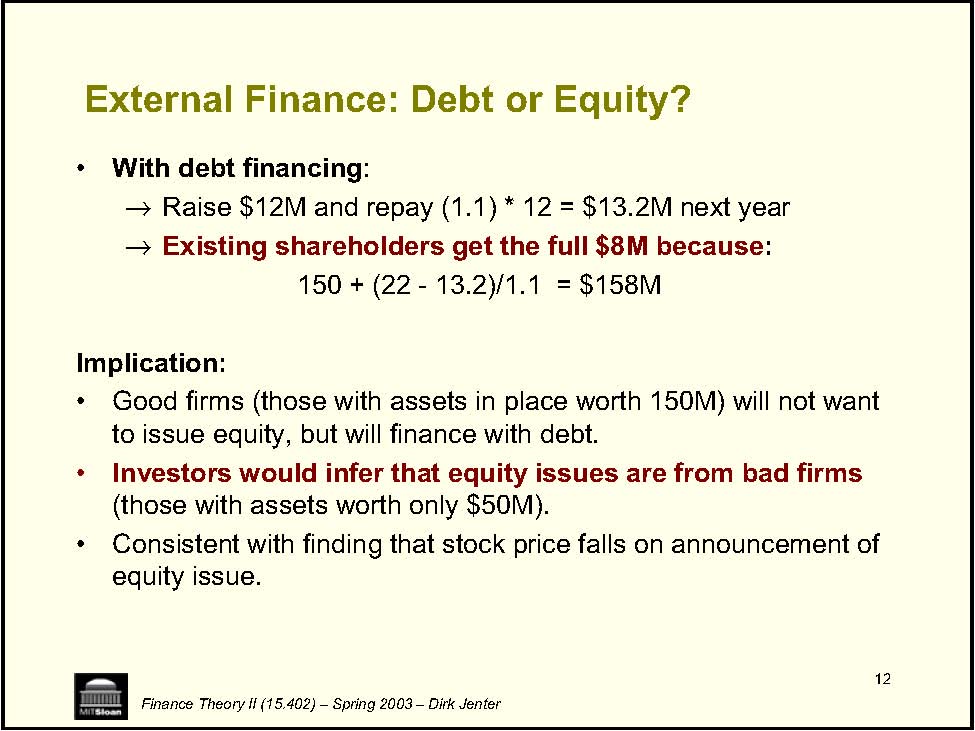 External Finance: Debt or Equity?
• With debt financing:
→ Raise $12M and repay (1.1) * 12 = $13.2M next year
→ Existing shareholders get the full $8M because:
150 + (22 - 13.2)/1.1 = $158M
Implication:
• Good firms (those with assets in place worth 150M) will not want
to issue equity, but will finance with debt.
• Investors would infer that equity issues are from bad firms
(those with assets worth only $50M).
• Consistent with finding that stock price falls on announcement of
equity issue.
12
MITSloan
Finance Theory II (15.402) – Spring 2003 – Dirk Jenter